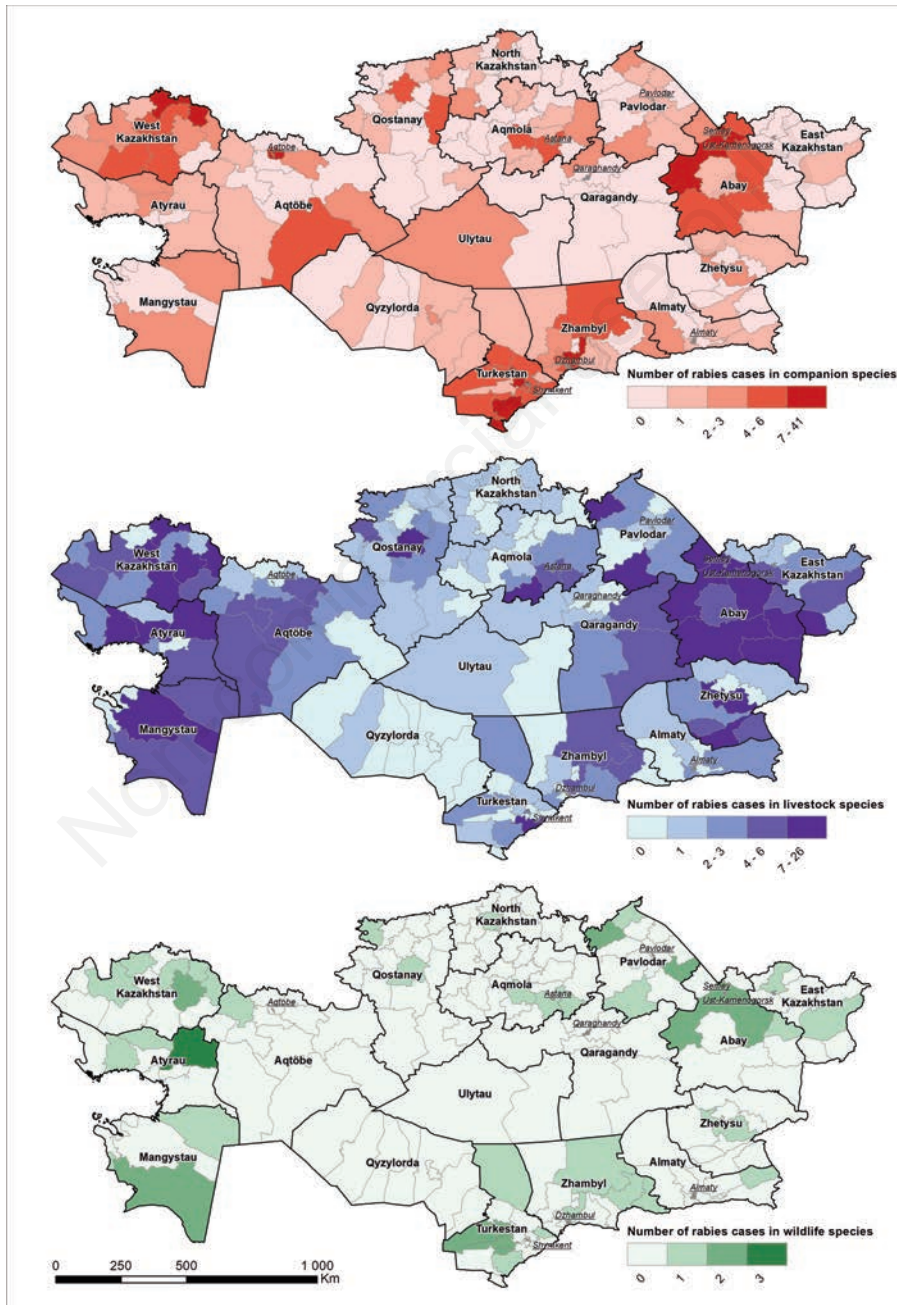 North
Kazakhstan
West
Kazakhstan
Qostanay
Pavlodar
Pavlodar
Aqmola
Astana
Semey
East
Kazakhstan
Ust-Kamenogorsk
Aqtobe
Qaraghandy
Abay
Atyrau
Aqtöbe
Qaragandy
Ulytau
Zhetysu
Mangystau
Qyzylorda
Almaty
Zhambyl
Almaty
Dzhambul
Turkestan
Shymkent
Number of rabies cases in companion species
0
1
2 - 3
4 - 6
7 - 41
North
Kazakhstan
West
Kazakhstan
Qostanay
Pavlodar
Pavlodar
Aqmola
Astana
Semey
East
Kazakhstan
Ust-Kamenogorsk
Aqtobe
Qaraghandy
Abay
Atyrau
Aqtöbe
Qaragandy
Ulytau
Zhetysu
Mangystau
Qyzylorda
Almaty
Zhambyl
Almaty
Dzhambul
Turkestan
Shymkent
Number of rabies cases in livestock species
0
1
2 - 3
4 - 6
7 - 26
North
Kazakhstan
West
Kazakhstan
Qostanay
Pavlodar
Pavlodar
Aqmola
Astana
Semey
East
Kazakhstan
Ust-Kamenogorsk
Aqtobe
Qaraghandy
Abay
Atyrau
Aqtöbe
Qaragandy
Ulytau
Zhetysu
Mangystau
Qyzylorda
Almaty
Zhambyl
Almaty
Dzhambul
Turkestan
Shymkent
Number of rabies cases in wildlife species
0
1
2
3
0 250 500 1 000
Km